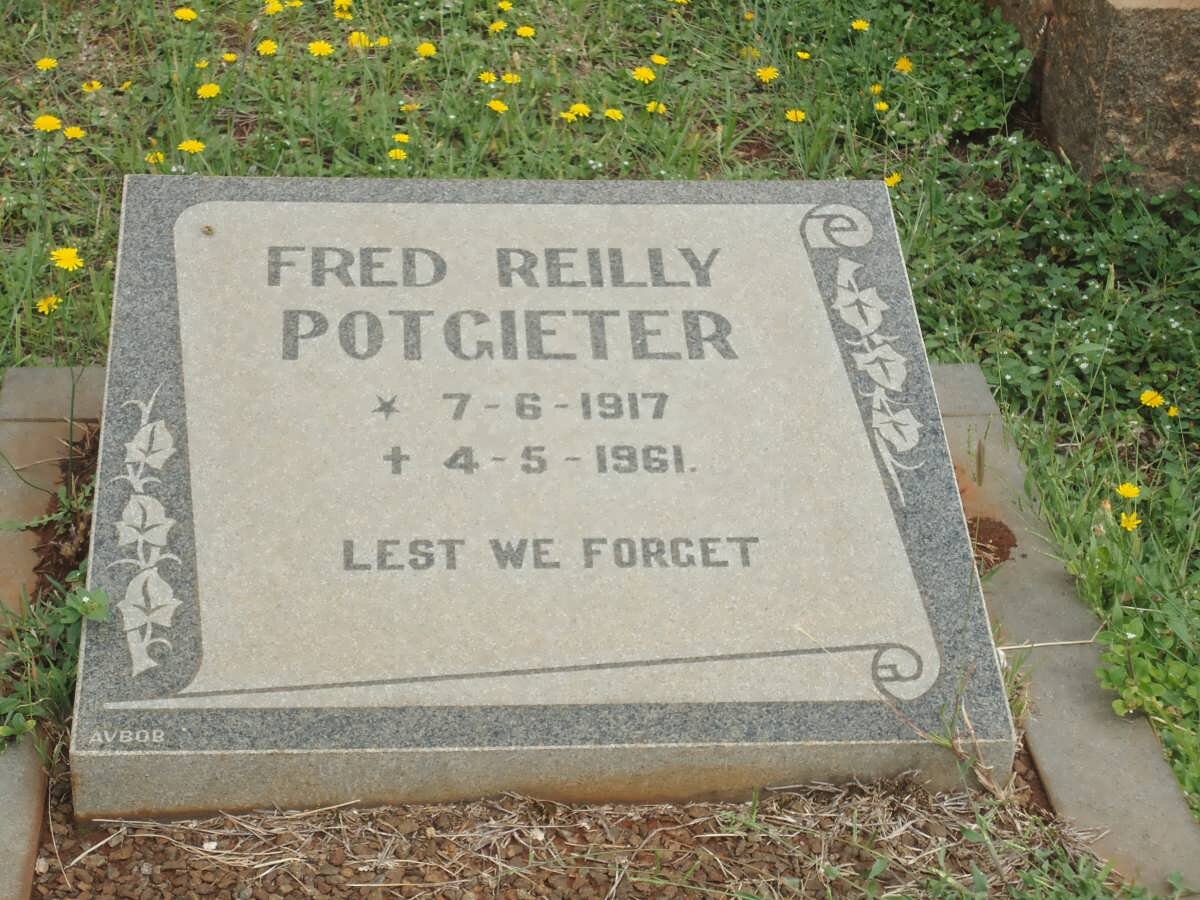 FRED REILLY
POTGIETER
★ 7-6-1917
✝ 4-5-1961.
LEST WE FORGET
AVBOB